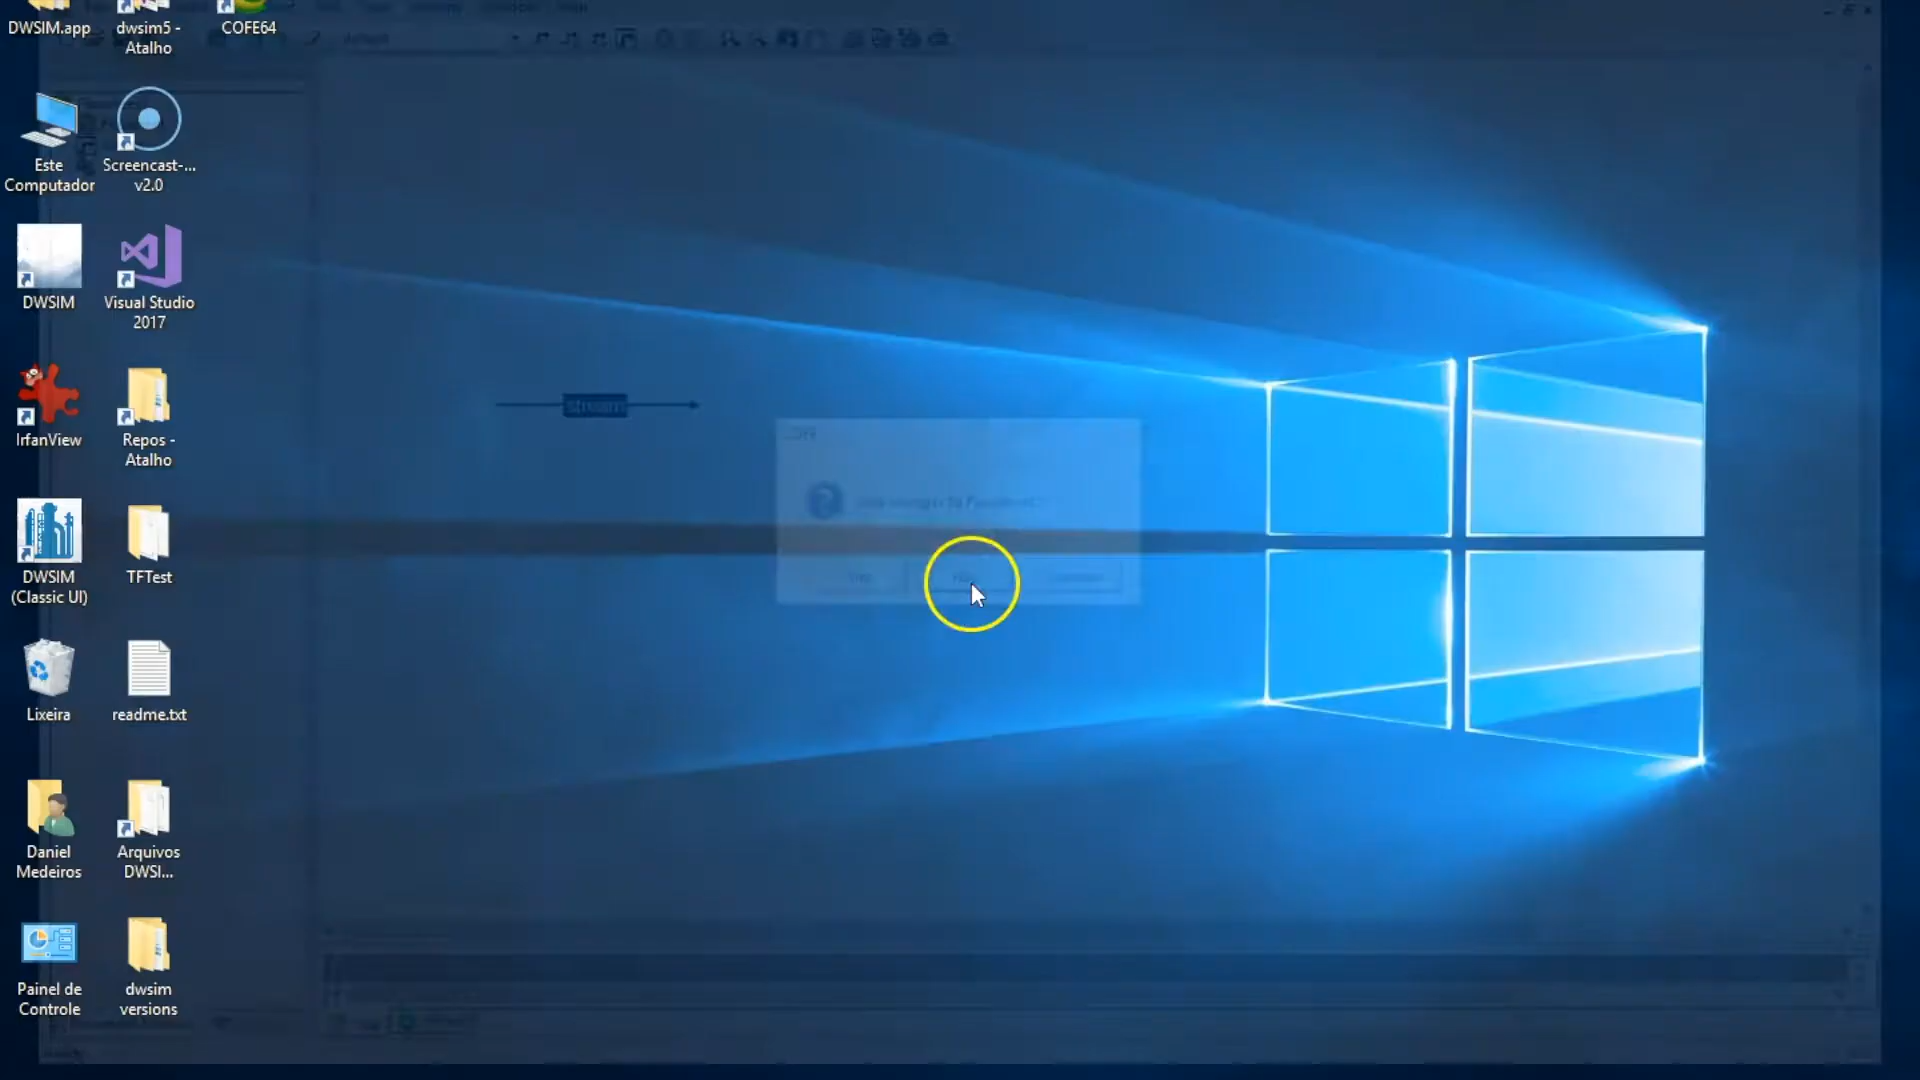 DWSIM.app
dwsim5 -
Atalho
COFE64
Este
Computador
Screencast-...
v2.0
DWSIM
Visual Studio
2017
IrfanView
Repos -
Atalho
DWSIM
(Classic UI)
TFTest
Lixeira
readme.txt
Daniel
Medeiros
Arquivos
DWSI...
Painel de
Controle
dwsim
versions
stream